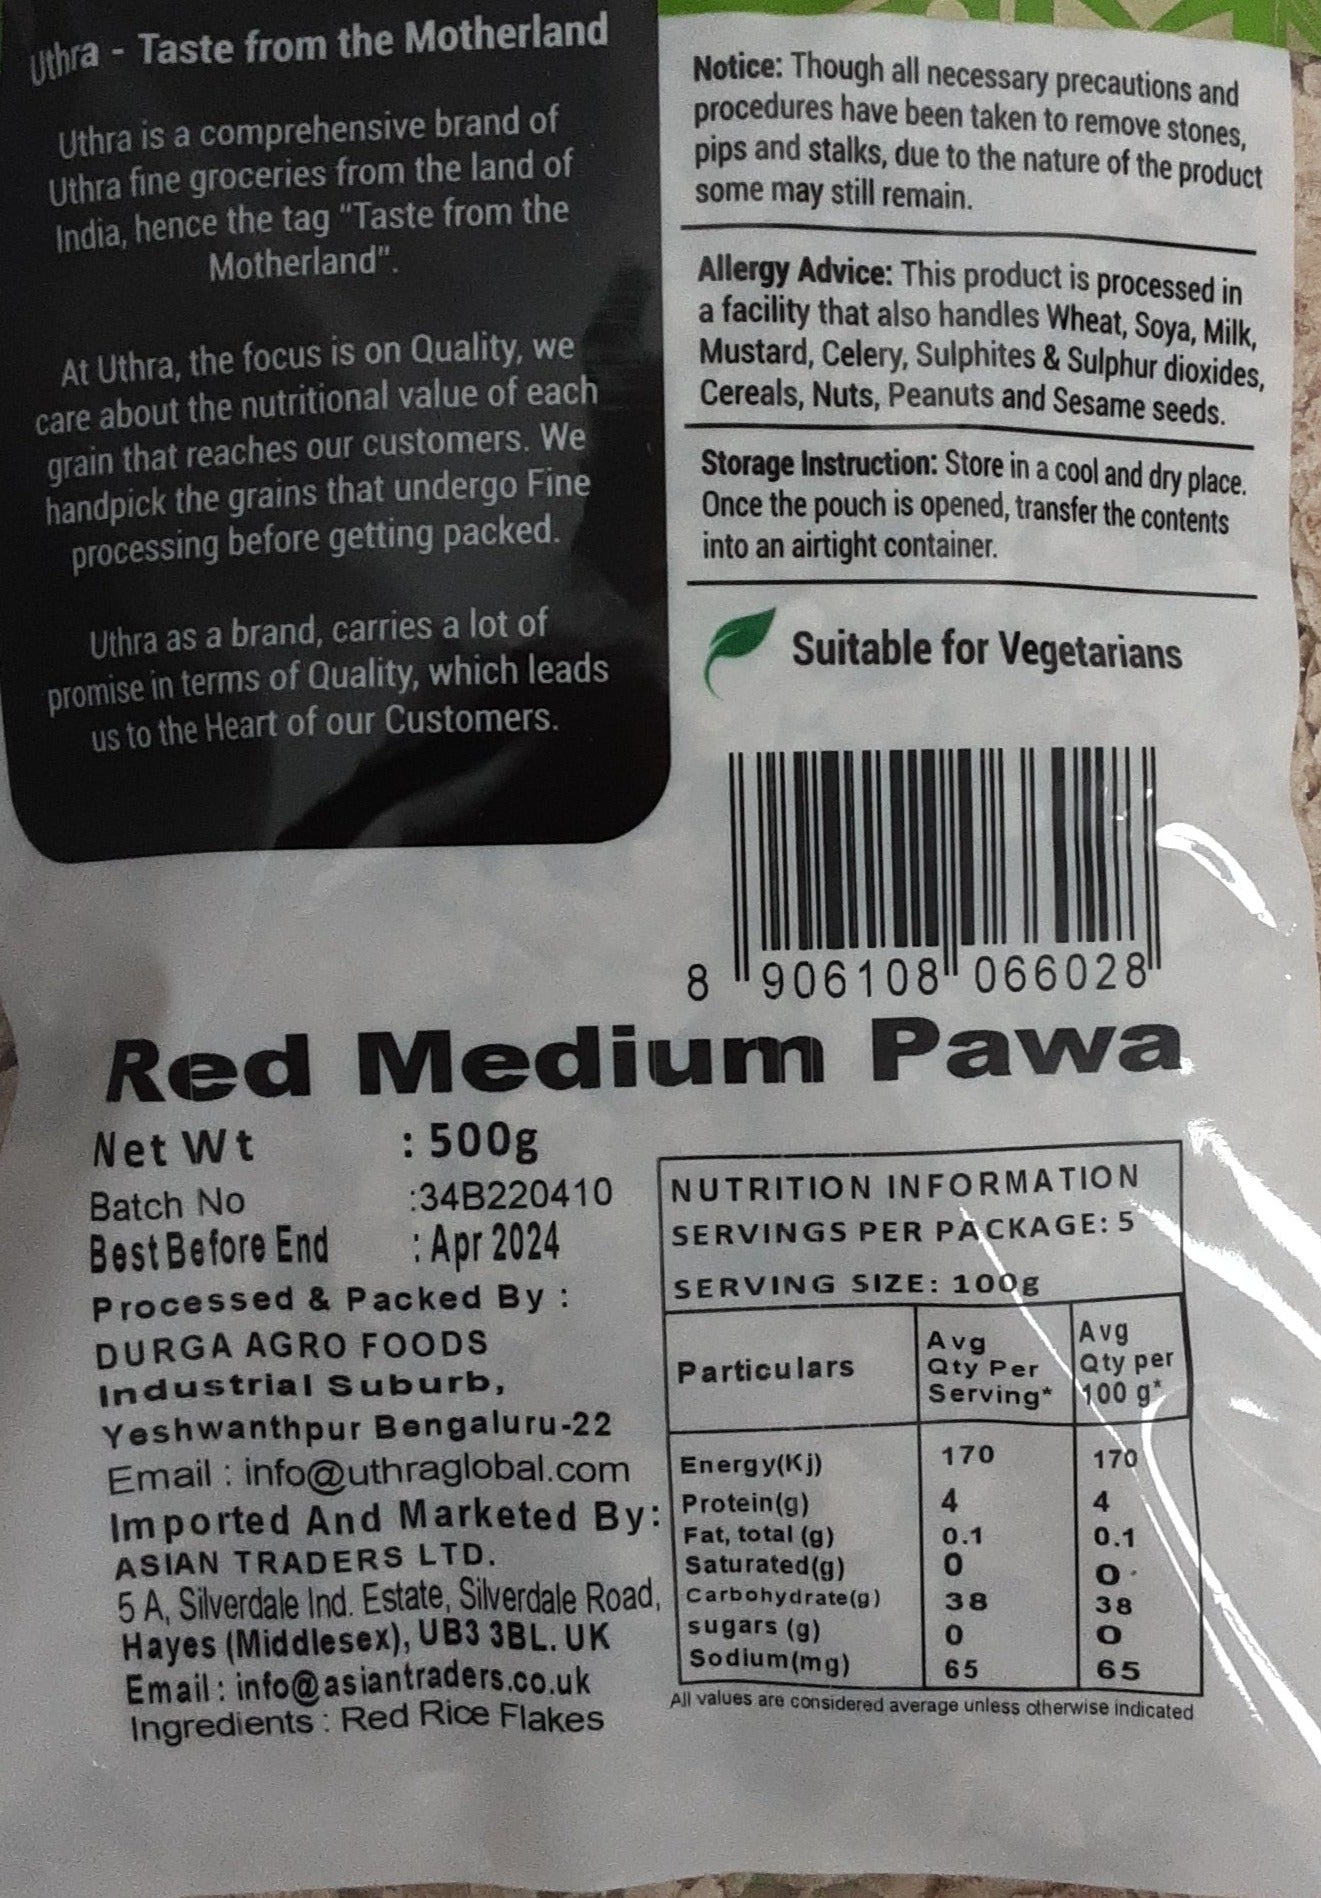 Uthra - Taste from the Motherland
Uthra is a comprehensive brand of
Uthra fine groceries from the land of
India, hence the tag "Taste from the
Motherland".
At Uthra, the focus is on Quality, we
care about the nutritional value of each
grain that reaches our customers. We
handpick the grains that undergo Fine
processing before getting packed.
Uthra as a brand, carries a lot of
promise in terms of Quality, which leads
us to the Heart of our Customers.
Notice: Though all necessary precautions and
procedures have been taken to remove stones,
pips and stalks, due to the nature of the product
some may still remain.
Allergy Advice: This product is processed in
a facility that also handles Wheat, Soya, Milk,
Mustard, Celery, Sulphites & Sulphur dioxides,
Cereals, Nuts, Peanuts and Sesame seeds.
Storage Instruction: Store in a cool and dry place.
Once the pouch is opened, transfer the contents
into an airtight container.
Suitable for Vegetarians
8 906108 066028
Red Medium Pawa
Net Wt : 500g
Batch No :34B220410
Best Before End : Apr 2024
Processed & Packed By :
DURGA AGRO FOODS
Industrial Suburb,
Yeshwanthpur Bengaluru-22
Email : info@uthraglobal.com
Imported And Marketed By:
ASIAN TRADERS LTD.
5 A, Silverdale Ind. Estate, Silverdale Road,
Hayes (Middlesex), UB3 3BL. UK
Email : info@asiantraders.co.uk
Ingredients : Red Rice Flakes
NUTRITION INFORMATION
SERVINGS PER PACKAGE: 5
SERVING SIZE: 100g
Particulars Avg Qty Per Serving* Avg Qty per 100 g*
Energy(Kj) 170 170
Protein(g) 4 4
Fat, total (g) 0.1 0.1
Saturated(g) 0 0
Carbohydrate(g) 38 38
sugars (g) 0 0
Sodium(mg) 65 65
All values are considered average unless otherwise indicated